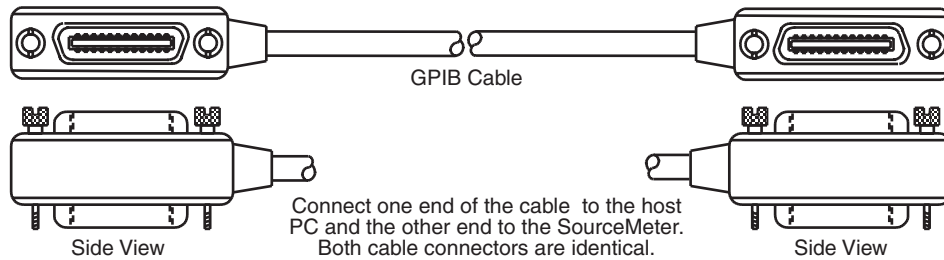 GPIB Cable
Connect one end of the cable to the host
PC and the other end to the SourceMeter.
Both cable connectors are identical.
Side View
Side View